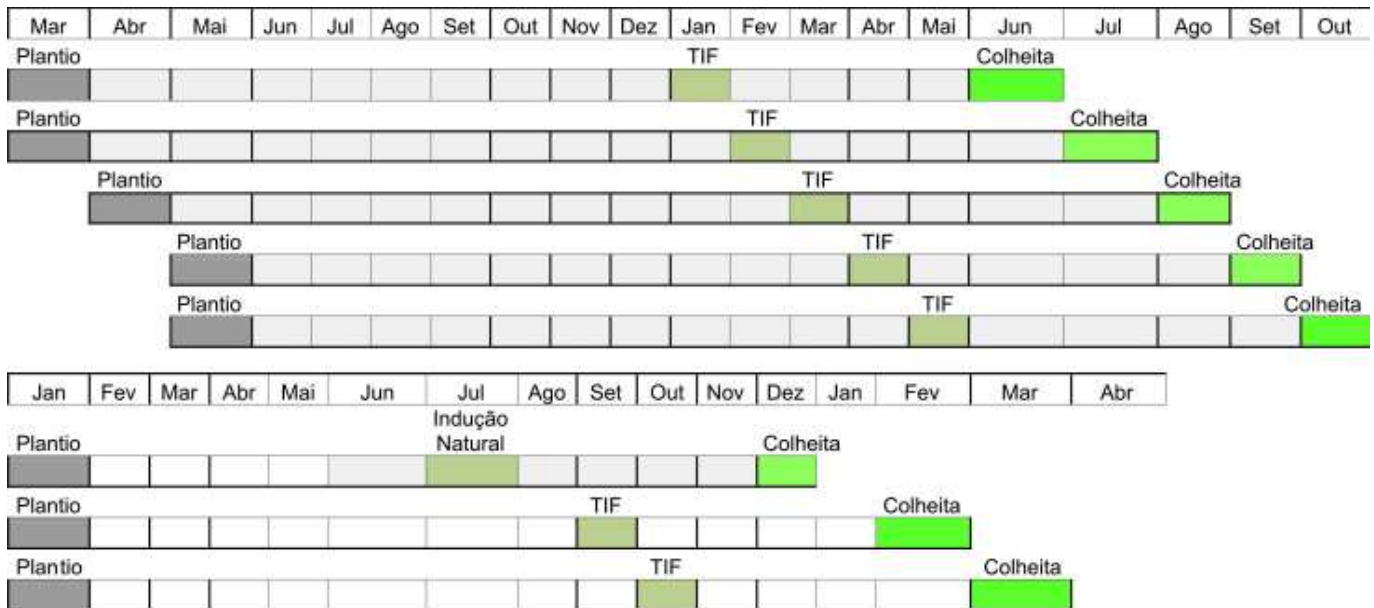 Mar Abr Mai Jun Jul Ago Set Out Nov Dez Jan Fev Mar Abr Mai Jun Jul Ago Set Out
Plantio TIF Colheita
Plantio TIF Colheita
Plantio TIF Colheita
Plantio TIF Colheita
Plantio TIF Colheita
Jan Fev Mar Abr Mai Jun Jul Ago Set Out Nov Dez Jan Fev Mar Abr
Indução
Plantio Natural Colheita
Plantio TIF Colheita
Plantio TIF Colheita